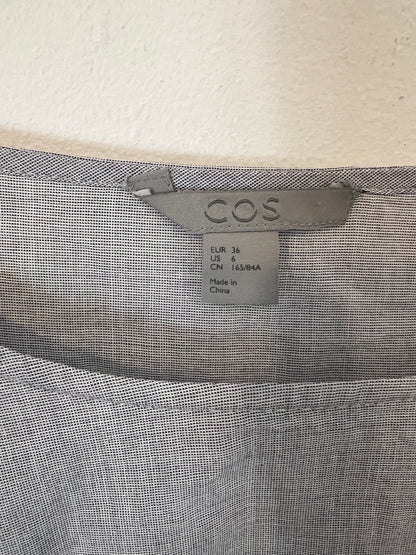 COS
EUR 36
US 6
CN 165/84A
Made in
China